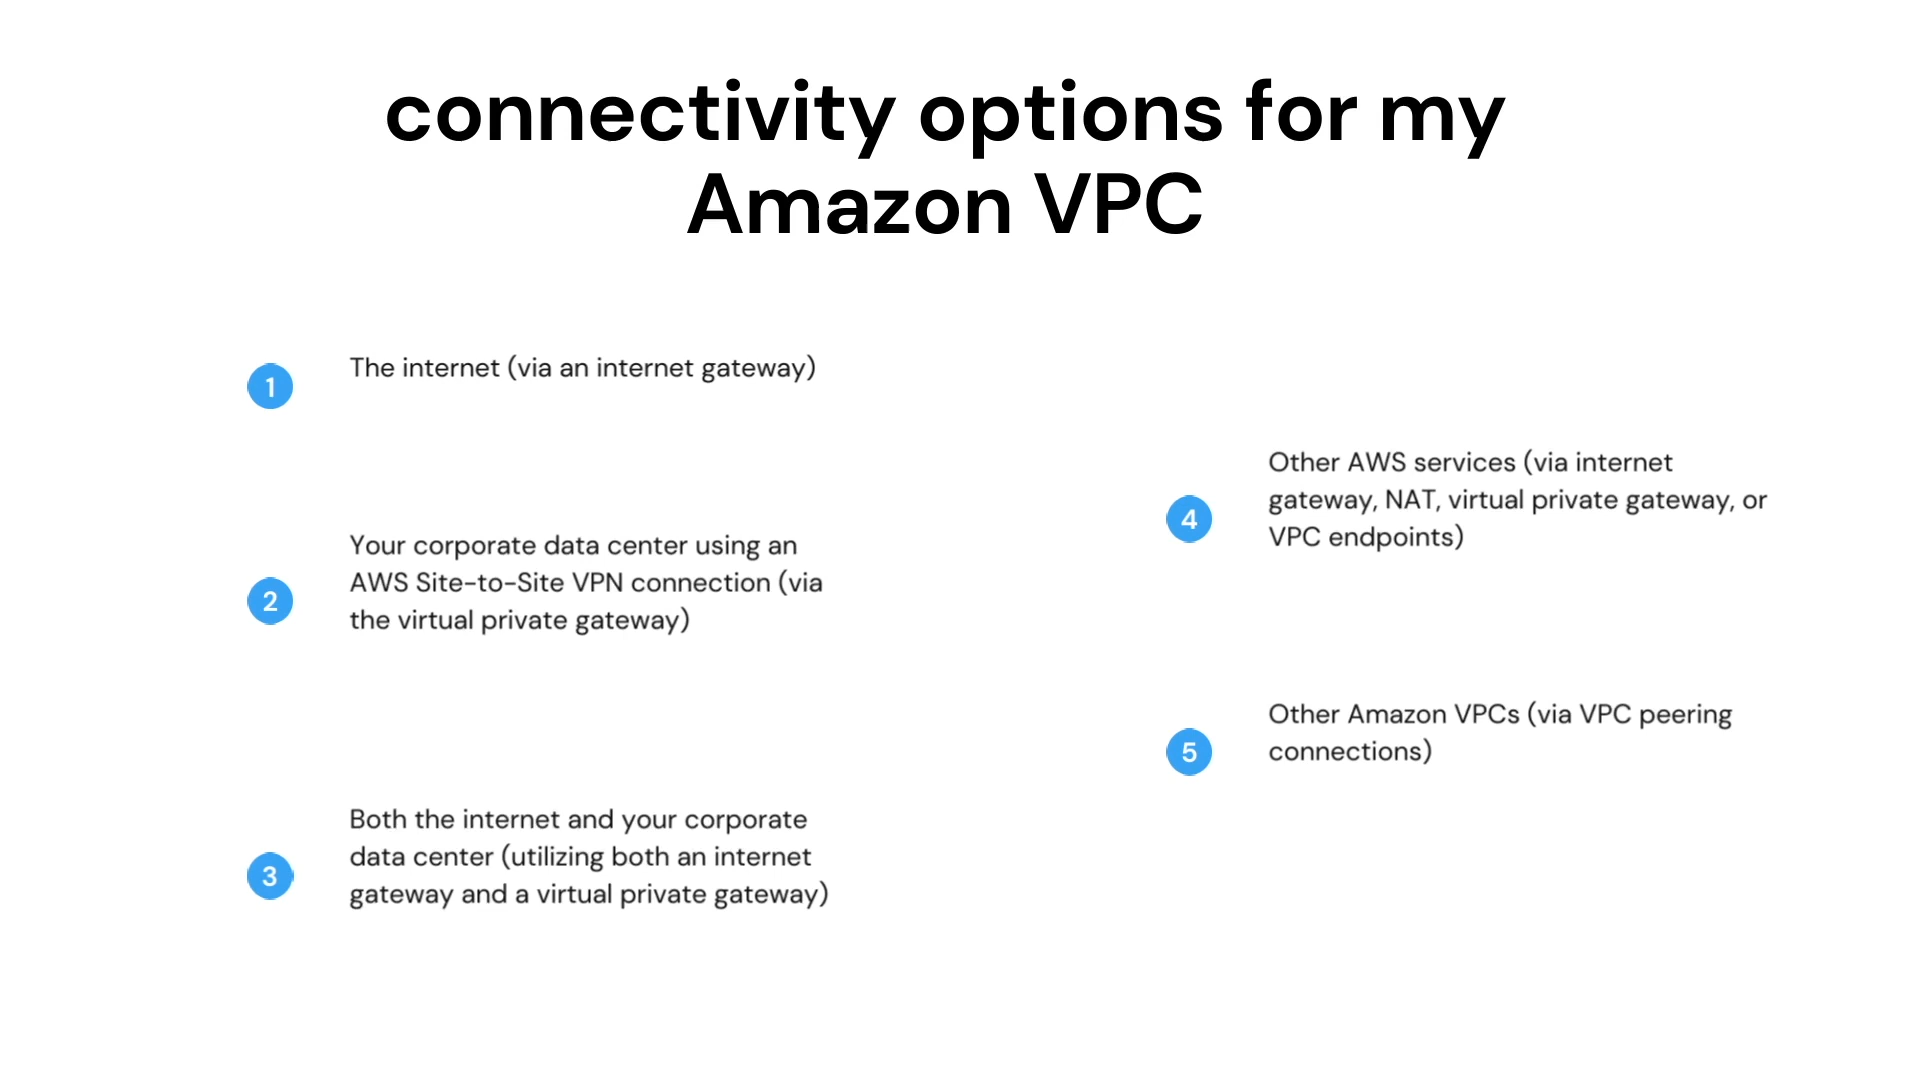 connectivity options for my
Amazon VPC
1
The internet (via an internet gateway)
2
Your corporate data center using an
AWS Site-to-Site VPN connection (via
the virtual private gateway)
3
Both the internet and your corporate
data center (utilizing both an internet
gateway and a virtual private gateway)
4
Other AWS services (via internet
gateway, NAT, virtual private gateway, or
VPC endpoints)
5
Other Amazon VPCs (via VPC peering
connections)